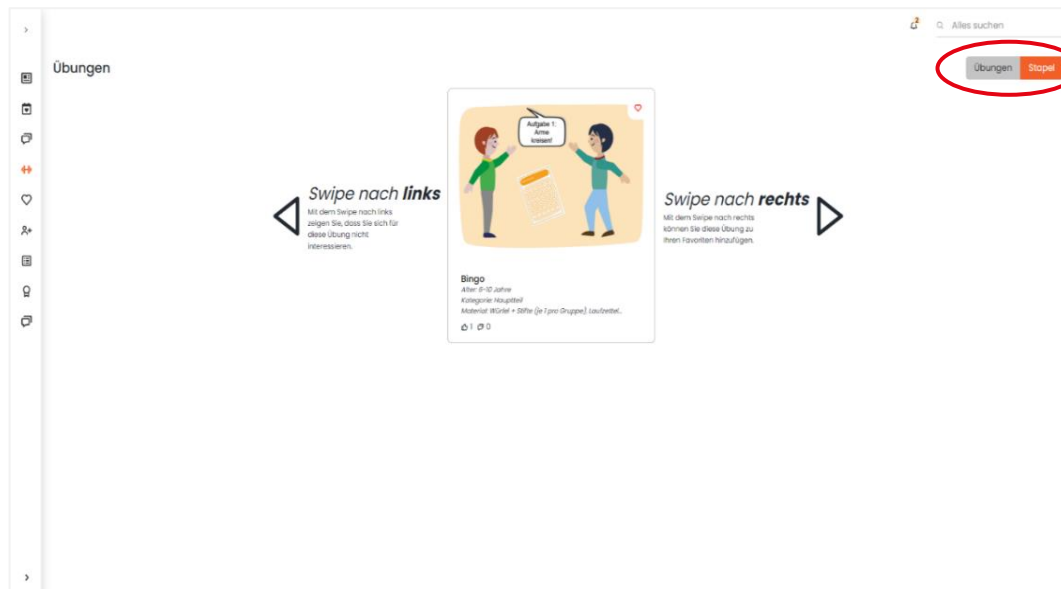 2
Alles suchen
Übungen
Übungen Stapel
Aufgabe 1:
Arme
kreisen!
Swipe nach links
Mit dem Swipe nach links
zeigen Sie, dass Sie sich für
diese Übung nicht
interessieren.
Swipe nach rechts
Mit dem Swipe nach rechts
können Sie diese Übung zu
Ihren Favoriten hinzufügen.
Bingo
Alter: 6-10 Jahre
Kategorie: Hauptteil
Material: Würfel + Stifte (je 1 pro Gruppe), Laufzettel...
1 0